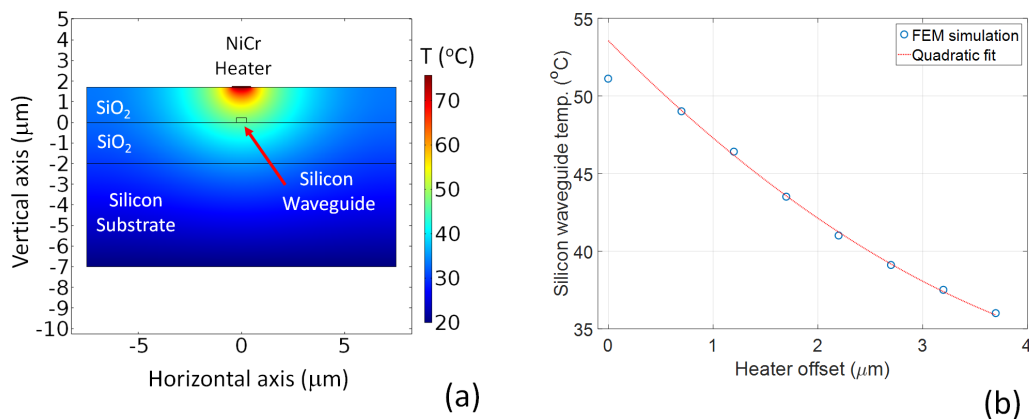 5
4
3
2
1
0
-1
-2
-3
-4
-5
-6
-7
-8
-9
-10
Vertical axis (μm)
NiCr
Heater
SiO2
SiO2
Silicon
Substrate
Silicon
Waveguide
-5
0
5
Horizontal axis (μm)
T (°C)
70
60
50
40
30
20
(a)
55
50
45
40
35
Silicon waveguide temp. (°C)
FEM simulation
Quadratic fit
0
1
2
3
4
Heater offset (μm)
(b)